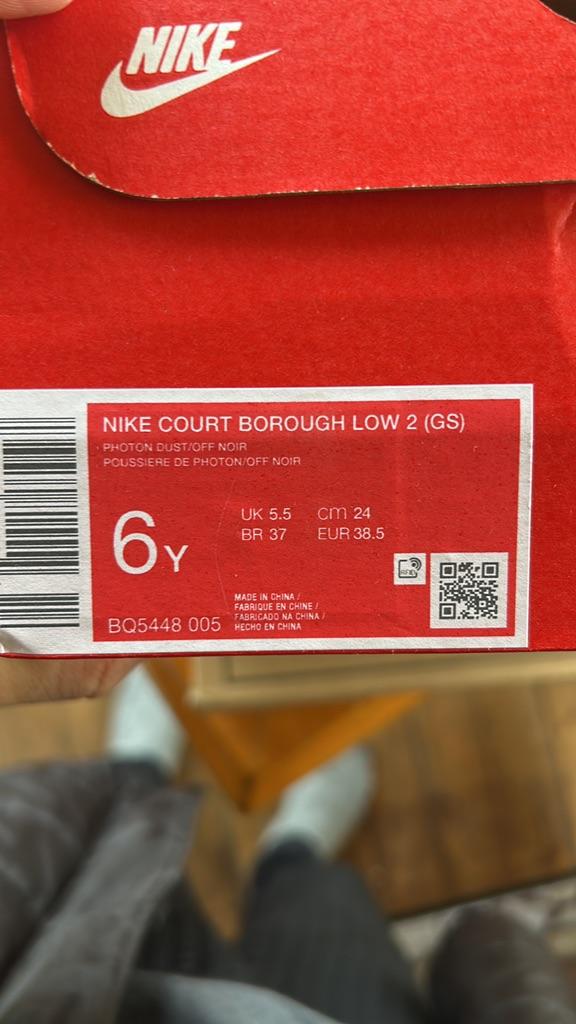 NIKE
NIKE COURT BOROUGH LOW 2 (GS)
PHOTON DUST/OFF NOIR
POUSSIERE DE PHOTON/OFF NOIR
6Y
UK 5.5 cm 24
BR 37 EUR 38.5
RFID
MADE IN CHINA /
FABRIQUE EN CHINE /
FABRICADO NA CHINA /
HECHO EN CHINA
BQ5448 005